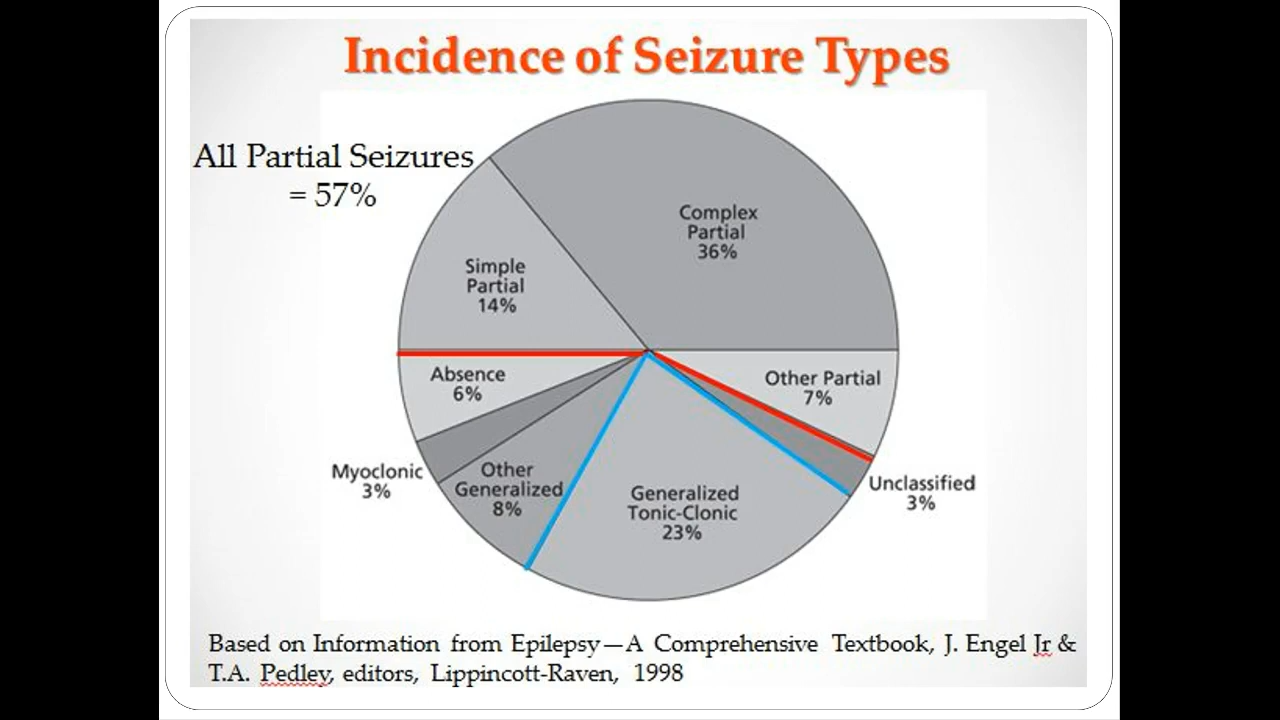 Incidence of Seizure Types
All Partial Seizures
= 57%
Complex
Partial
36%
Simple
Partial
14%
Absence
6%
Other Partial
7%
Myoclonic
3%
Other
Generalized
8%
Generalized
Tonic-Clonic
23%
Unclassified
3%
Based on Information from Epilepsy—A Comprehensive Textbook, J. Engel Jr &
T.A. Pedley, editors, Lippincott-Raven, 1998